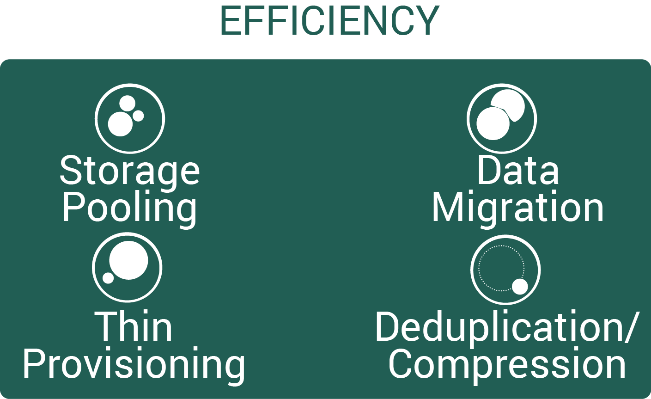 EFFICIENCY
Storage
Pooling
Data
Migration
Thin
Provisioning
Deduplication/
Compression